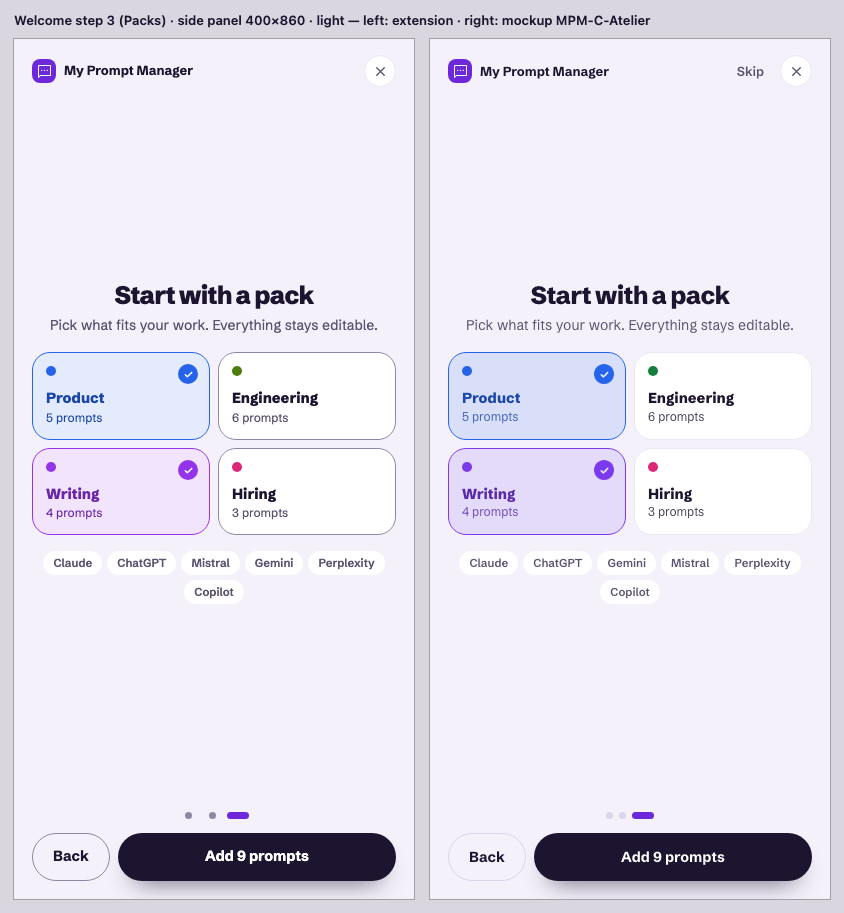 Welcome step 3 (Packs) · side panel 400×860 · light — left: extension · right: mockup MPM-C-Atelier
My Prompt Manager
Start with a pack
Pick what fits your work. Everything stays editable.
Product
5 prompts
Engineering
6 prompts
Writing
4 prompts
Hiring
3 prompts
Claude ChatGPT Mistral Gemini Perplexity
Copilot
Back
Add 9 prompts
My Prompt Manager
Skip
Start with a pack
Pick what fits your work. Everything stays editable.
Product
5 prompts
Engineering
6 prompts
Writing
4 prompts
Hiring
3 prompts
Claude ChatGPT Gemini Mistral Perplexity
Copilot
Back
Add 9 prompts